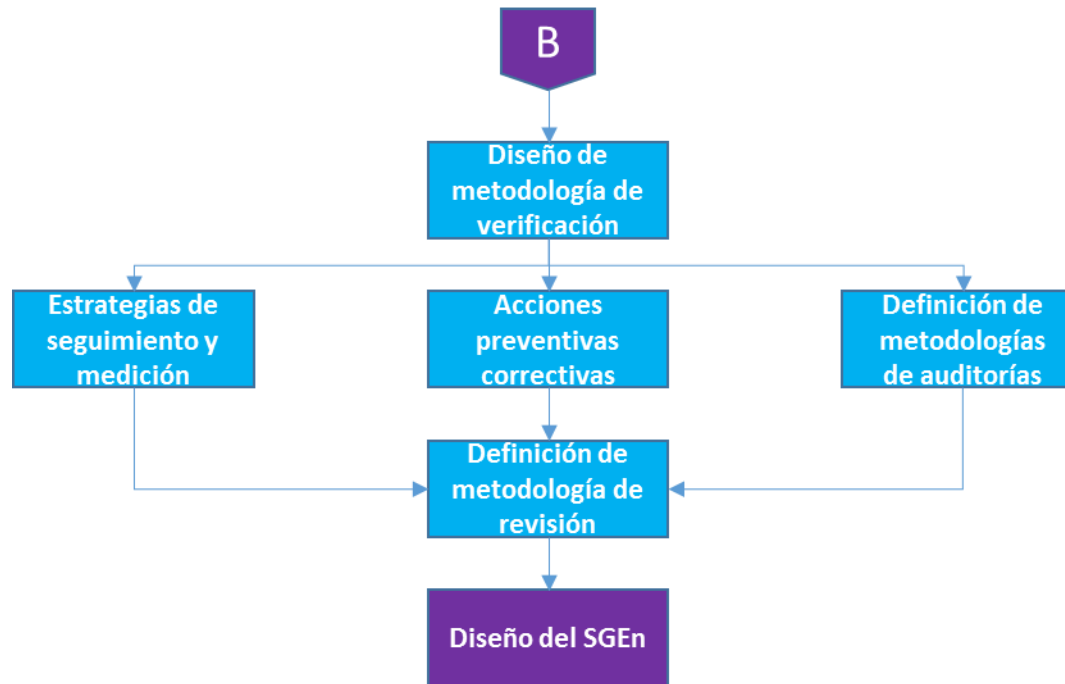 B
Diseño de
metodología de
verificación
Estrategias de
seguimiento y
medición
Acciones
preventivas
correctivas
Definición de
metodologías
de auditorías
Definición de
metodología de
revisión
Diseño del SGEn